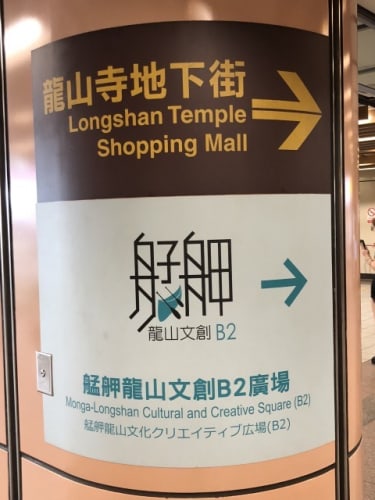 龍山寺地下街
Longshan Temple
Shopping Mall
艋舺
龍山文創 B2
艋舺龍山文創B2廣場
Monga-Longshan Cultural and Creative Square (B2)
艋舺龍山文化クリエイティブ広場(B2)